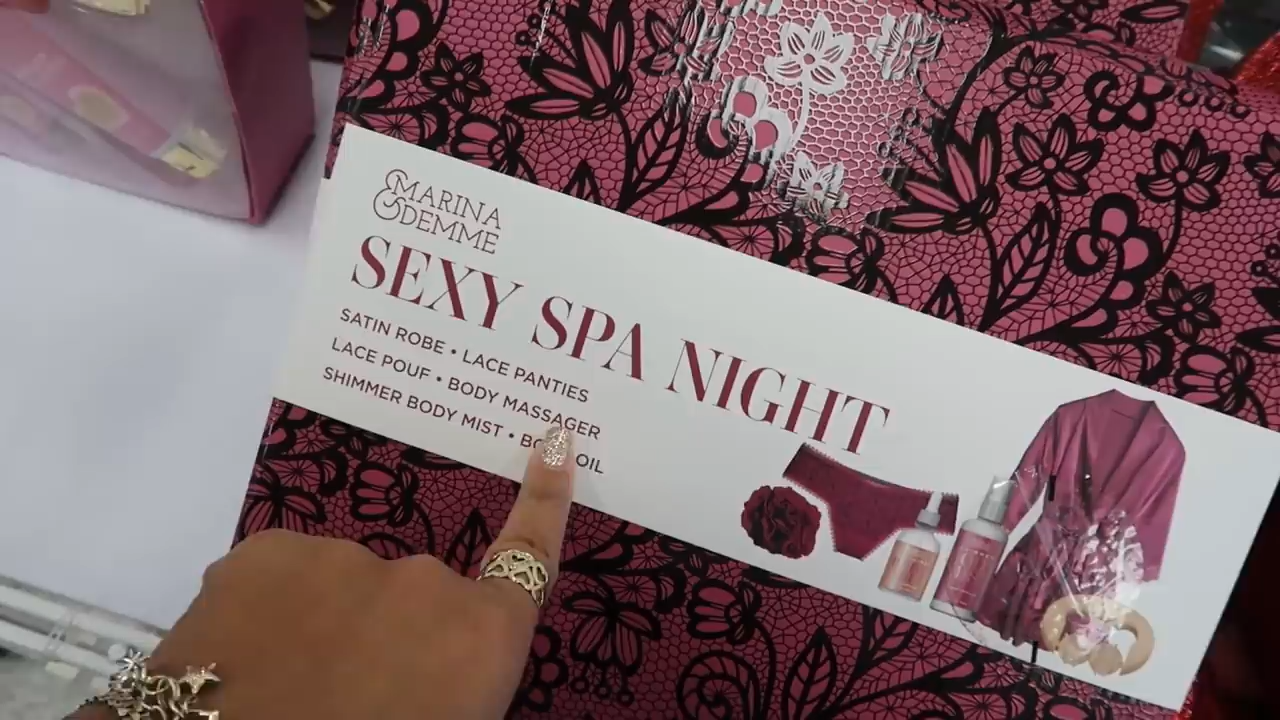 MARINA
& DEMME
SEXY SPA NIGHT
SATIN ROBE • LACE PANTIES
LACE POUF • BODY MASSAGER
SHIMMER BODY MIST • OIL